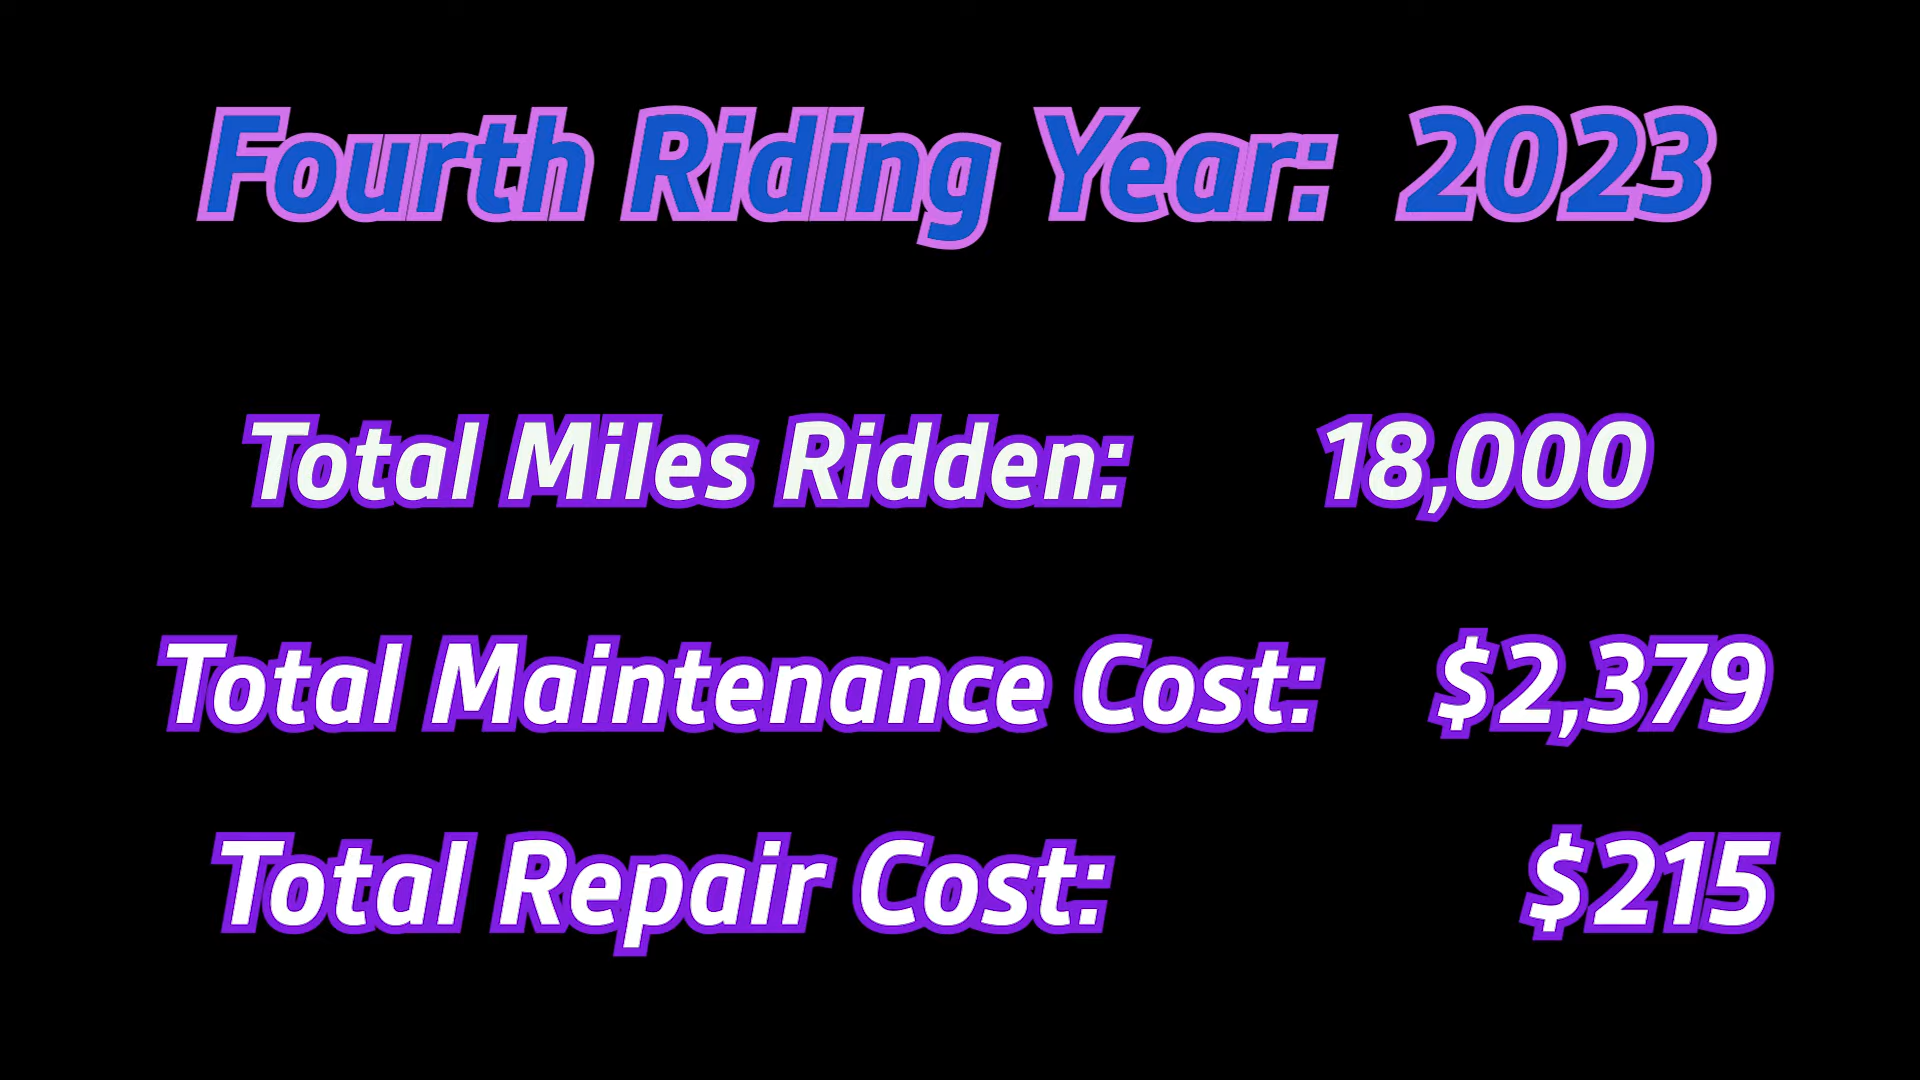 Fourth Riding Year: 2023
Total Miles Ridden: 18,000
Total Maintenance Cost: $2,379
Total Repair Cost: $215